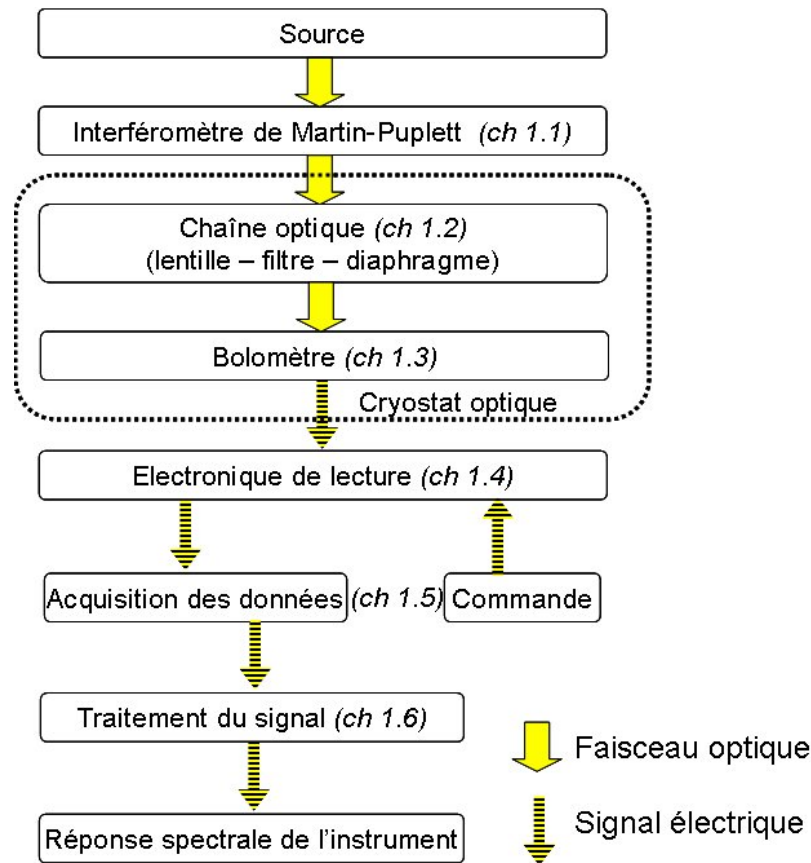 Source
Interféromètre de Martin-Puplett (ch 1.1)
Chaîne optique (ch 1.2)
(lentille – filtre – diaphragme)
Bolomètre (ch 1.3)
Cryostat optique
Electronique de lecture (ch 1.4)
Acquisition des données (ch 1.5) Commande
Traitement du signal (ch 1.6)
Faisceau optique
Signal électrique
Réponse spectrale de l'instrument